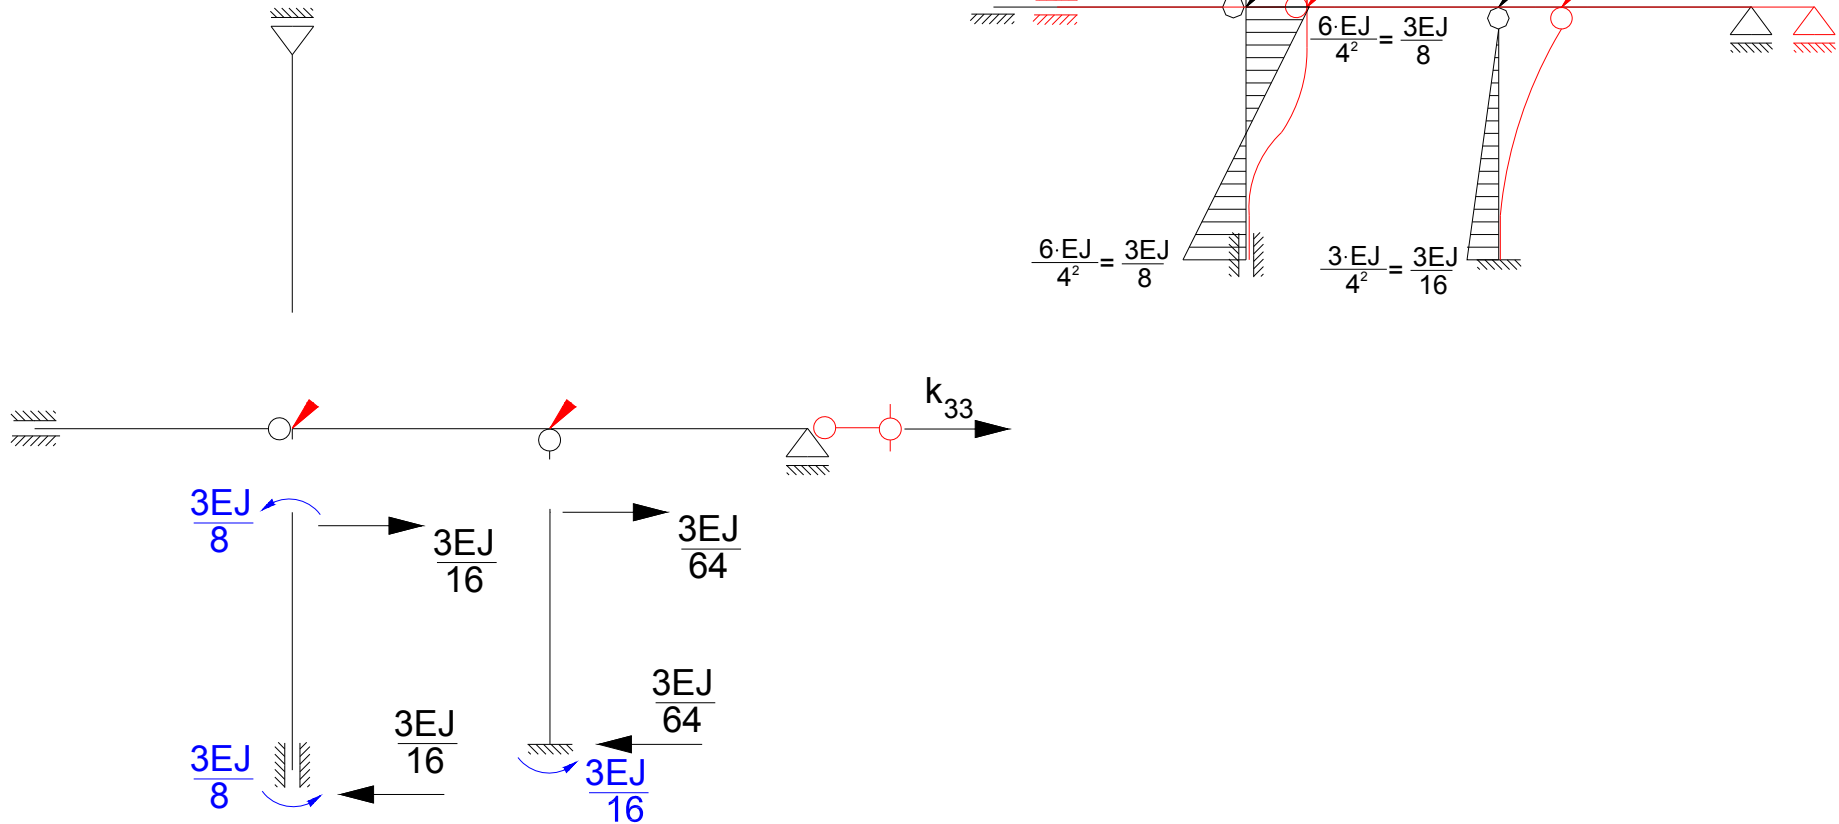 6·EJ/4² = 3EJ/8
6·EJ/4² = 3EJ/8
3·EJ/4² = 3EJ/16
k₃₃
3EJ/8
3EJ/16
3EJ/64
3EJ/64
3EJ/16
3EJ/8
3EJ/16